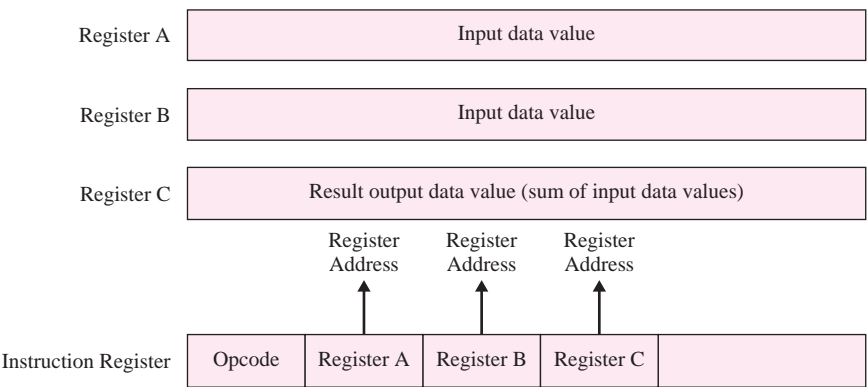 Register A Input data value
Register B Input data value
Register C Result output data value (sum of input data values)
Register Register Register
Address Address Address
Instruction Register Opcode Register A Register B Register C